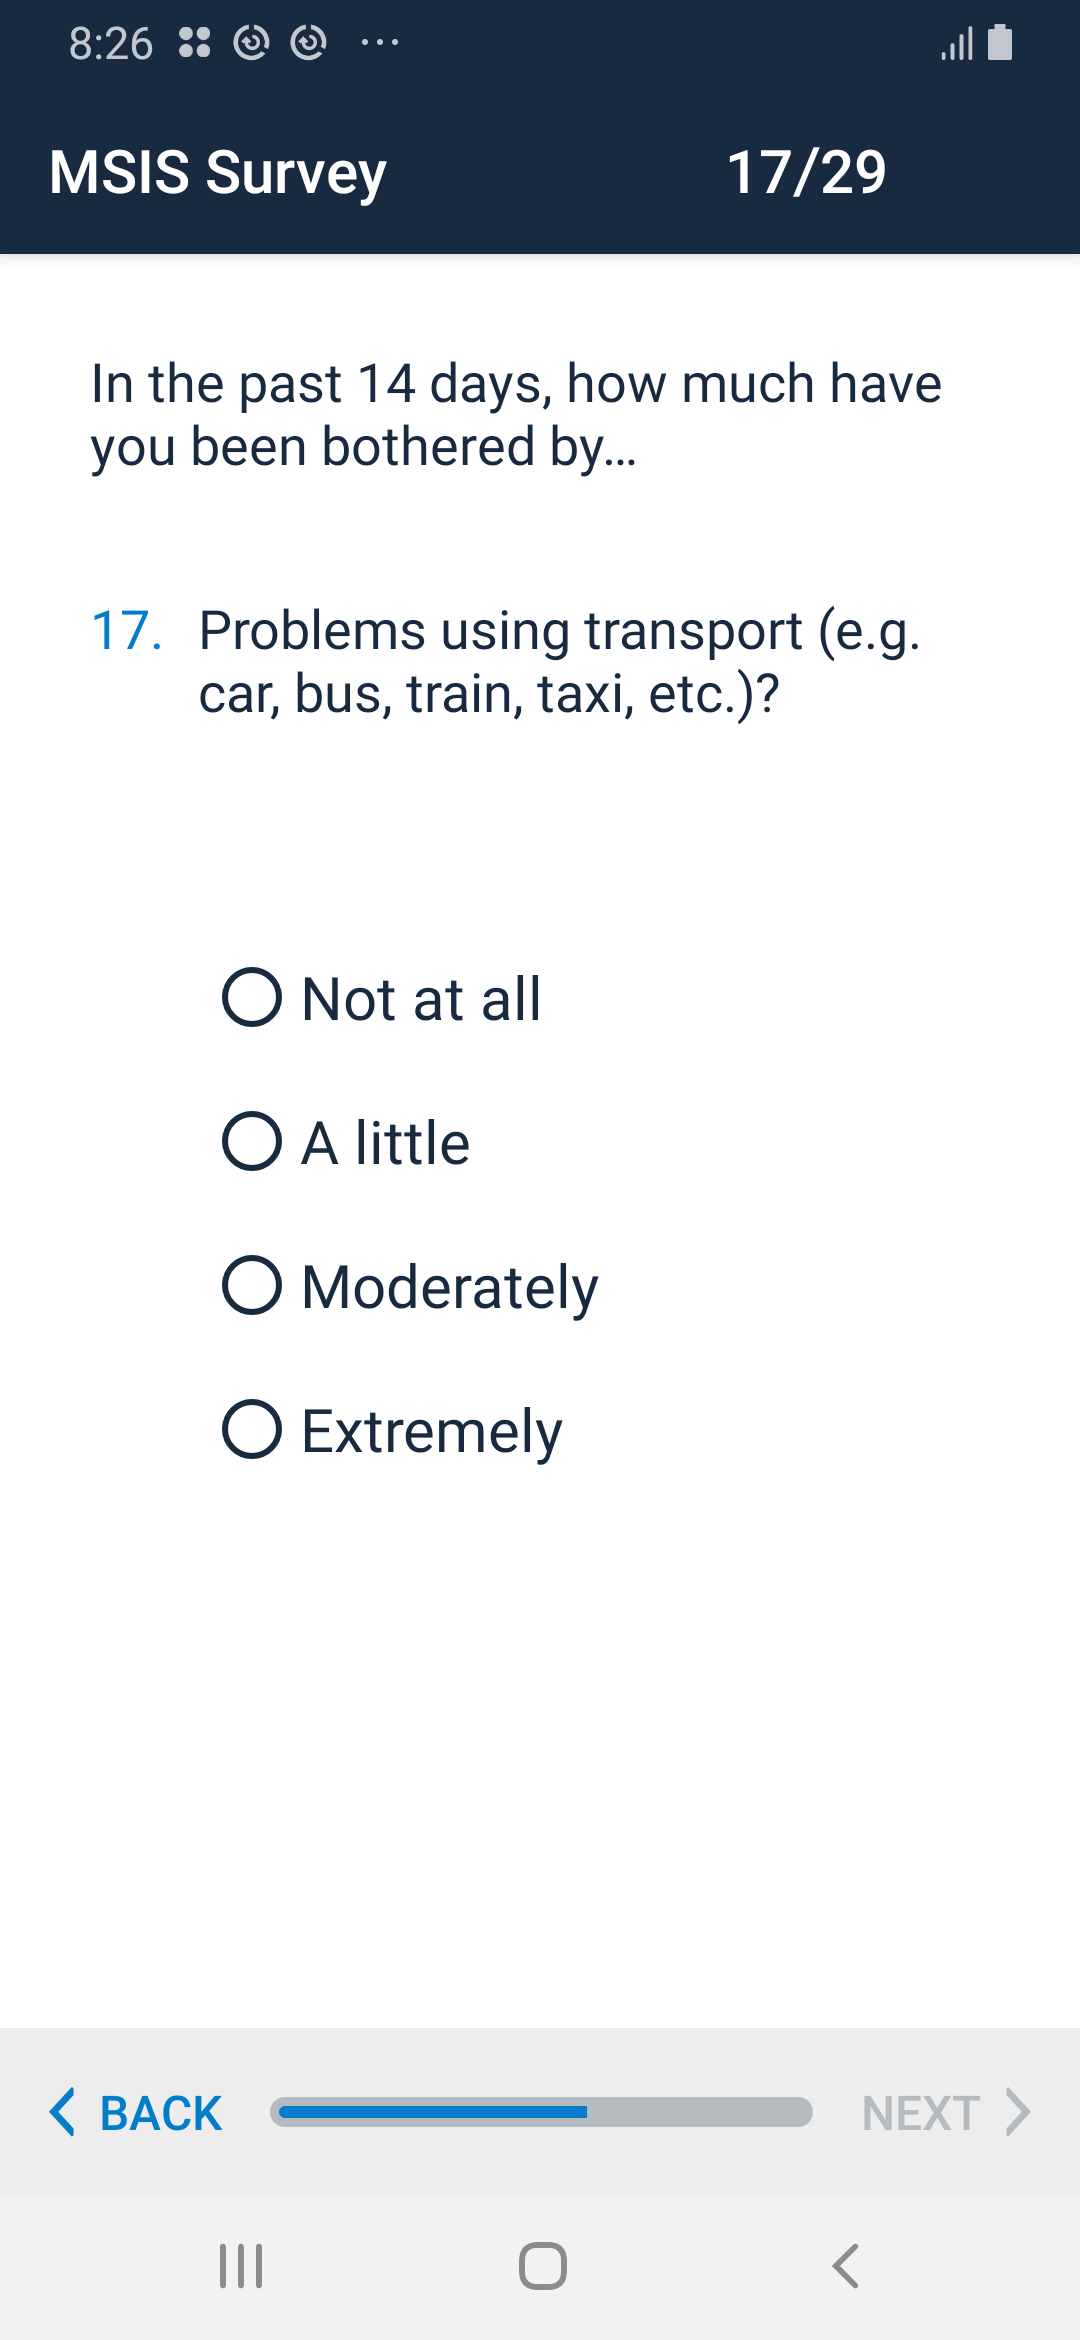 8:26
MSIS Survey 17/29
In the past 14 days, how much have
you been bothered by...
17. Problems using transport (e.g.
car, bus, train, taxi, etc.)?
Not at all
A little
Moderately
Extremely
BACK NEXT